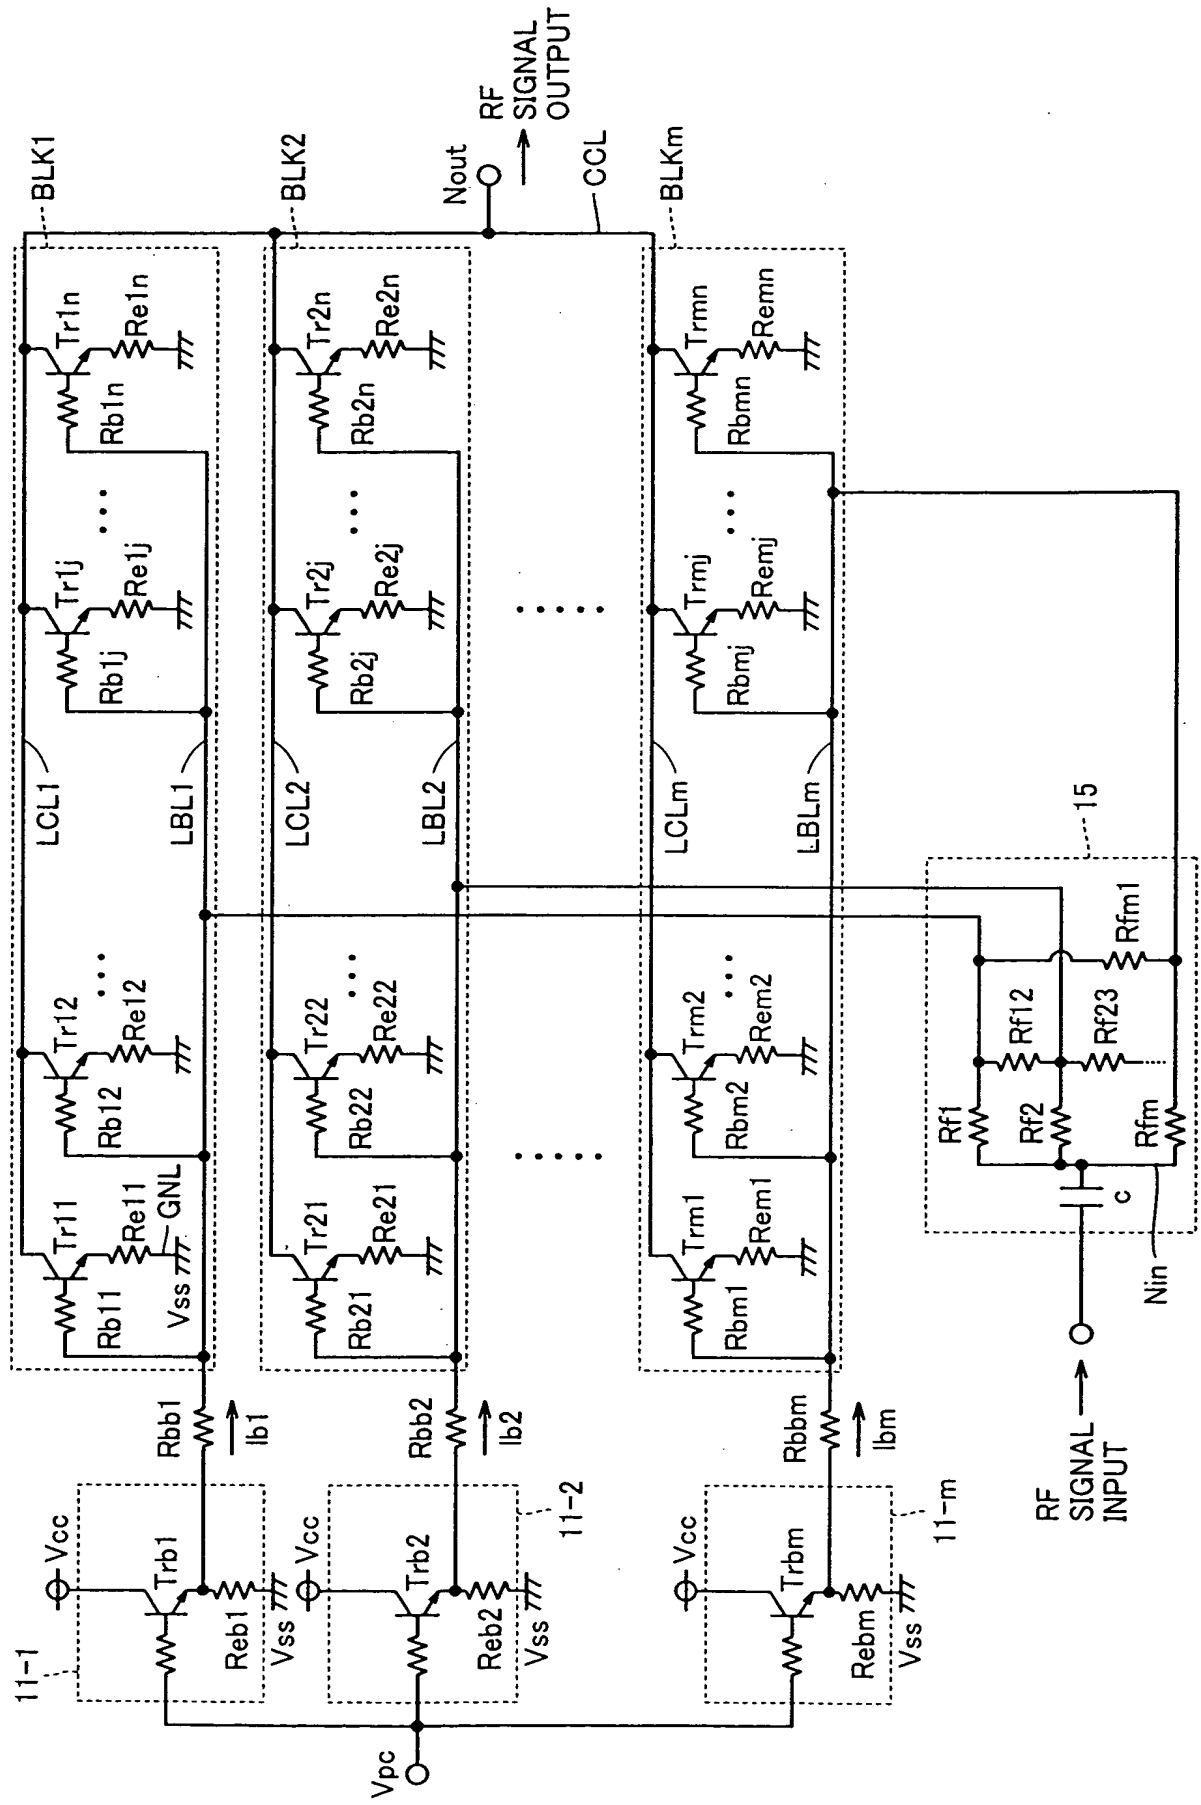 BLK1
BLK2
Nout
RF
SIGNAL
OUTPUT
CCL
BLKm
LCL1
Tr11
Tr12
Tr1j
Tr1n
Re11
Re12
Re1j
Re1n
Rb11
Rb12
Rb1j
Rb1n
GNL
Vss
LBL1
LCL2
Tr21
Tr22
Tr2j
Tr2n
Re21
Re22
Re2j
Re2n
Rb21
Rb22
Rb2j
Rb2n
LBL2
LCLm
Trm1
Trm2
Trmj
Trmn
Rem1
Rem2
Remj
Remn
Rbm1
Rbm2
Rbmj
Rbmn
LBLm
Rbb1
Ib1
Rbb2
Ib2
Rbbm
Ibm
11-1
Vcc
Trb1
Reb1
Vss
11-2
Vcc
Trb2
Reb2
Vss
11-m
Vcc
Trbm
Rebm
Vss
Vpc
15
Rf1
Rf12
Rfm1
Rf2
Rf23
Rfm
c
Nin
RF
SIGNAL
INPUT